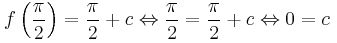 f(π/2) = π/2 + c ⇔ π/2 = π/2 + c ⇔ 0 = c